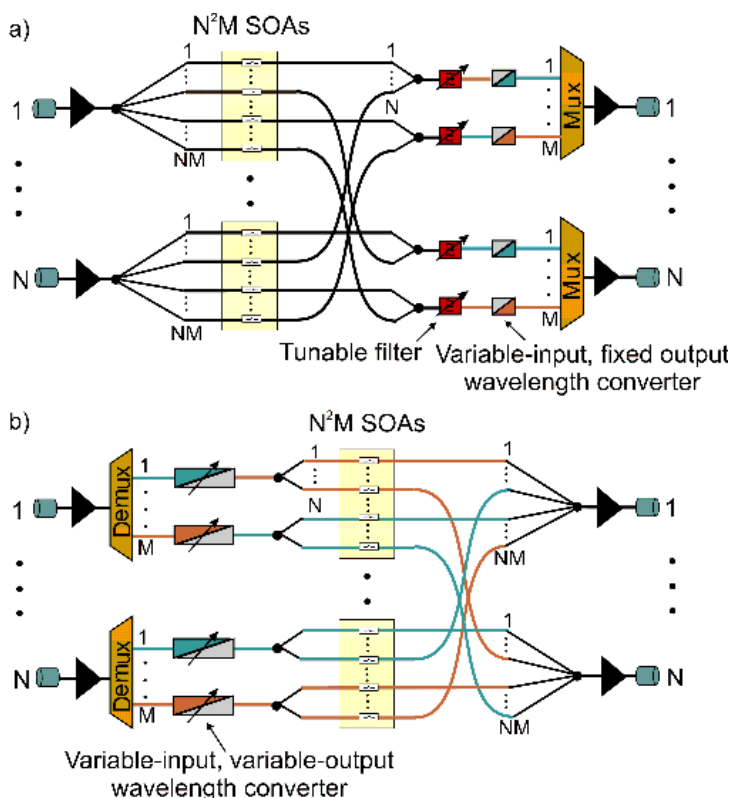 a)
N²M SOAs
1
NM
1
N
1
M
Mux
1
1
N
1
NM
1
M
Mux
N
Tunable filter
Variable-input, fixed output
wavelength converter
b)
N²M SOAs
1
Demux
1
M
1
N
1
NM
1
N
Demux
1
M
1
NM
N
Variable-input, variable-output
wavelength converter